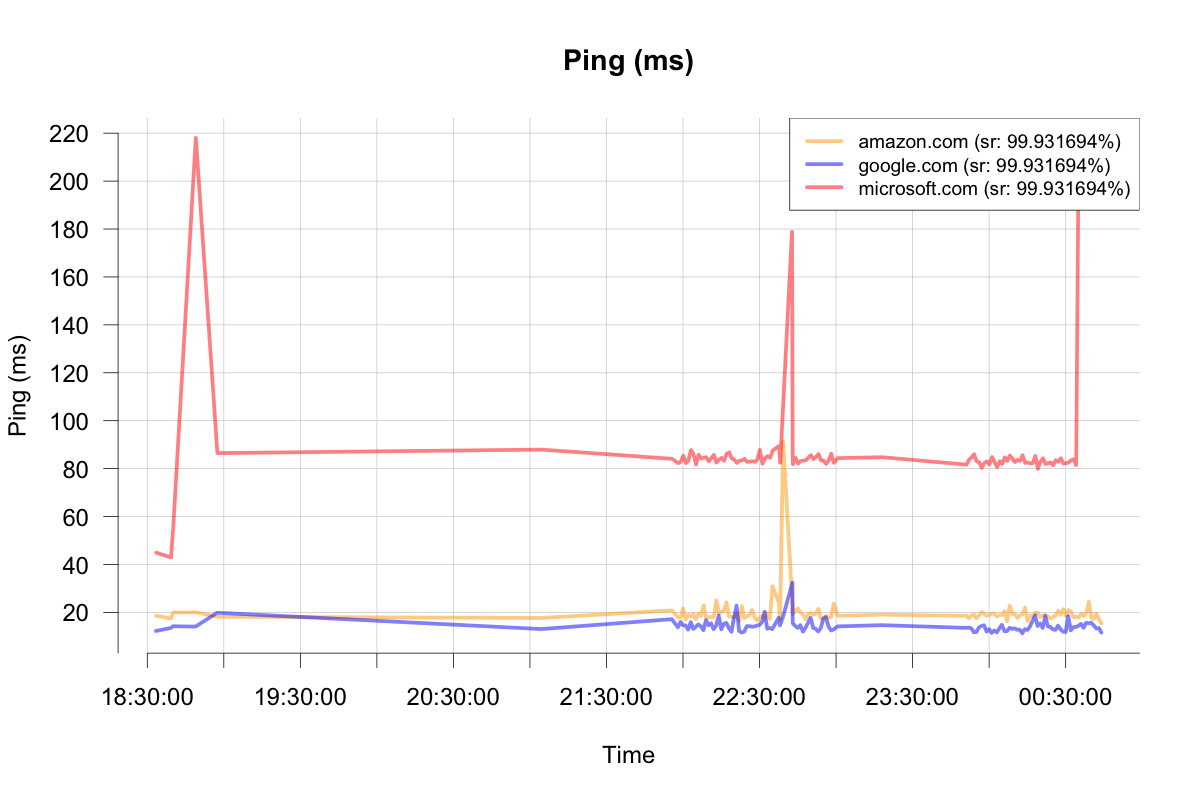 Ping (ms)
amazon.com (sr: 99.931694%)
google.com (sr: 99.931694%)
microsoft.com (sr: 99.931694%)
220
200
180
160
140
120
100
80
60
40
20
Ping (ms)
18:30:00 19:30:00 20:30:00 21:30:00 22:30:00 23:30:00 00:30:00
Time